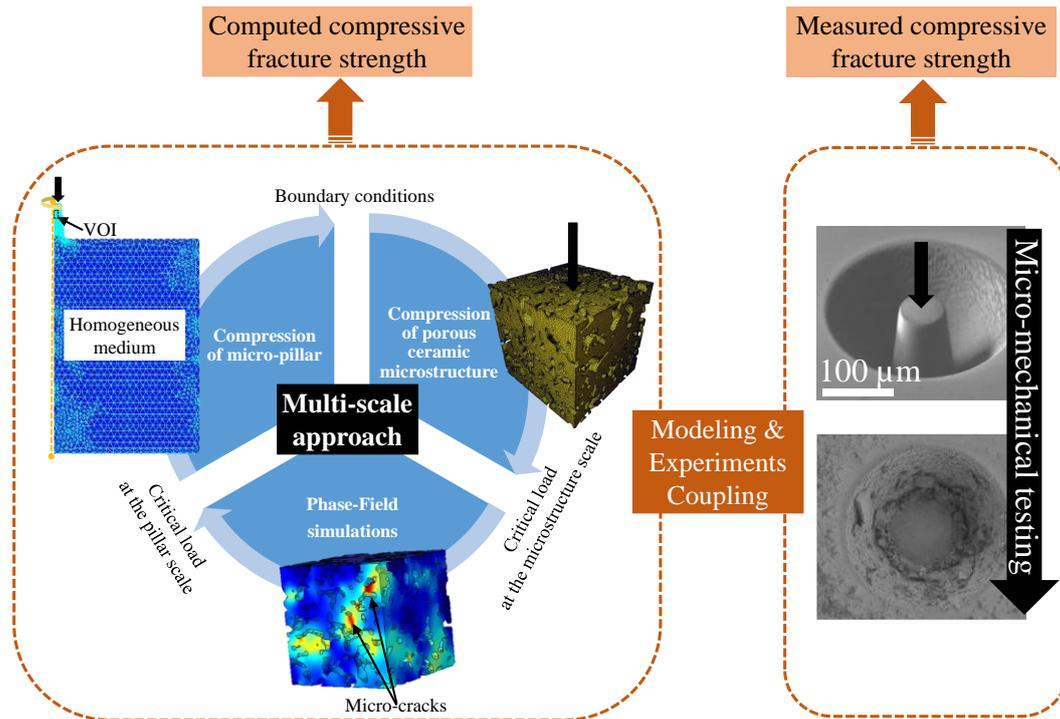 Computed compressive
fracture strength
Measured compressive
fracture strength
Boundary conditions
VOI
Homogeneous
medium
Compression
of micro-pillar
Compression
of porous
ceramic
microstructure
Multi-scale
approach
Phase-Field
simulations
Critical load
at the pillar scale
Critical load
at the microstructure scale
Micro-cracks
Modeling &
Experiments
Coupling
100 µm
Micro-mechanical testing